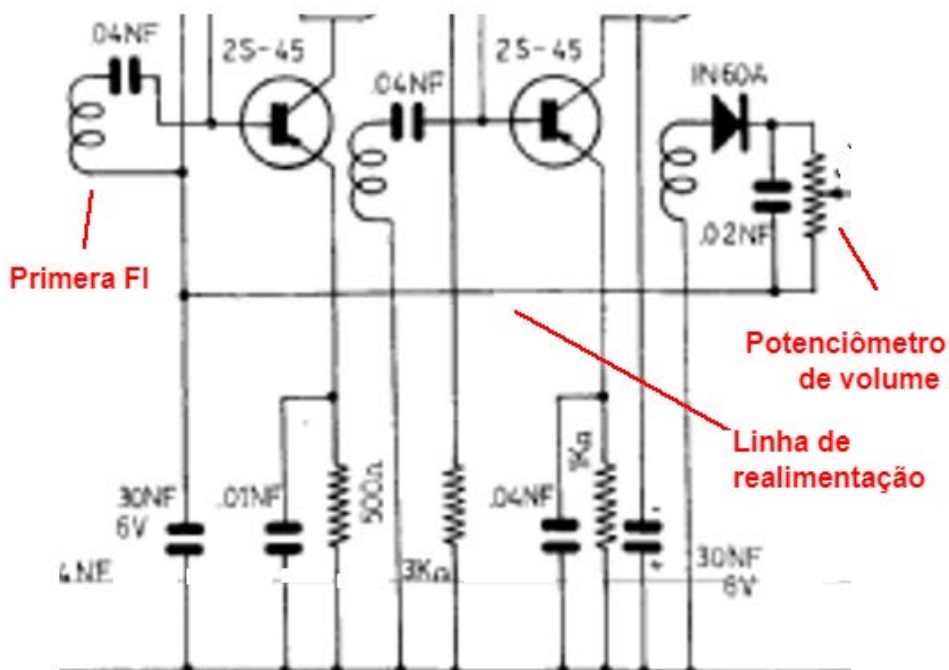 .04NF
2S-45
.04NF
2S-45
IN60A
.02NF
Primera FI
Potenciômetro
de volume
Linha de
realimentação
30NF
6V
.01NF
500Ω
3KΩ
.04NF
1KΩ
30NF
6V
-
+